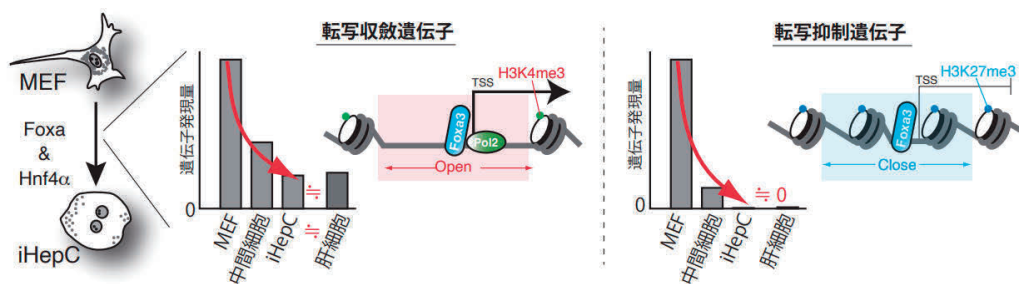 MEF
Foxa
&
Hnf4α
iHepC
転写収斂遺伝子
遺伝子発現量
0
MEF
中間細胞
iHepC
肝細胞
≒
≒
H3K4me3
TSS
Foxa3
Pol2
Open
転写抑制遺伝子
遺伝子発現量
0
MEF
中間細胞
iHepC
肝細胞
≒ 0
H3K27me3
TSS
Foxa3
Close